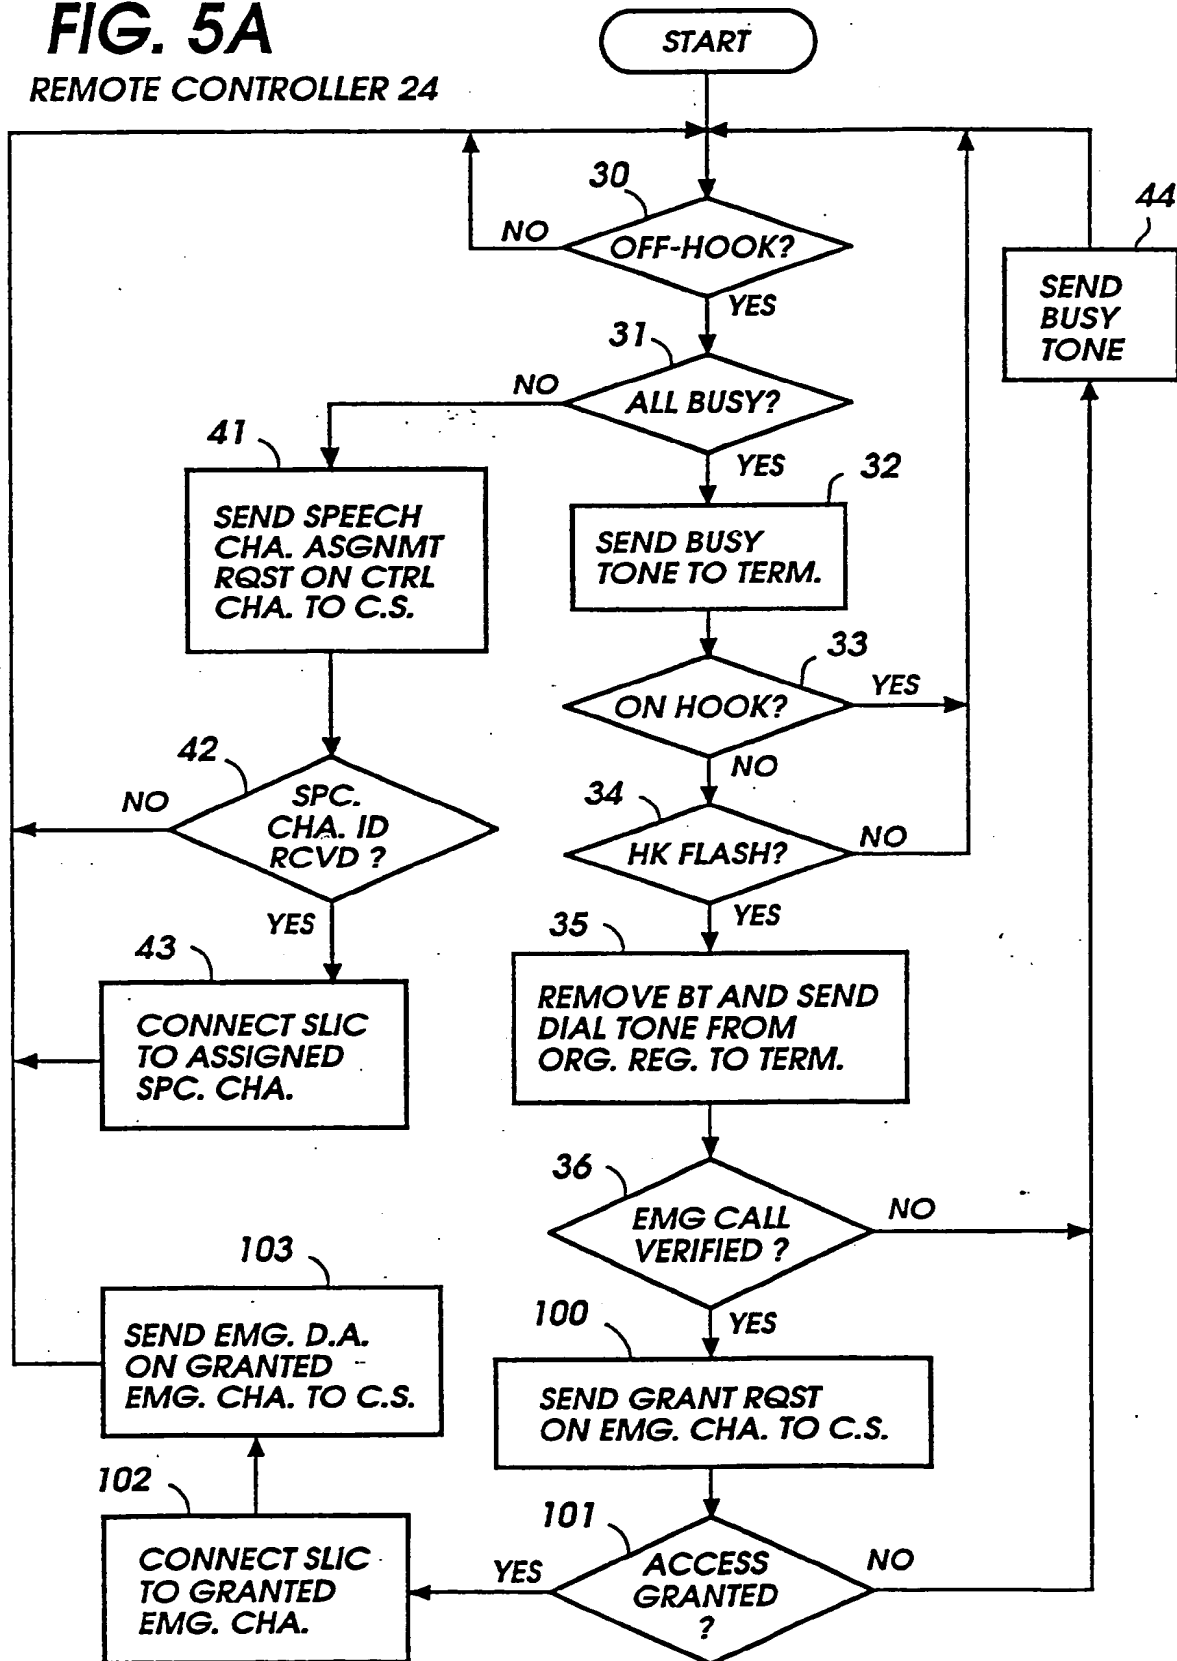 FIG. 5A
REMOTE CONTROLLER 24
START
30
OFF-HOOK?
NO
YES
31
ALL BUSY?
NO
YES
44
SEND
BUSY
TONE
41
SEND SPEECH
CHA. ASGNMT
RQST ON CTRL
CHA. TO C.S.
32
SEND BUSY
TONE TO TERM.
33
ON HOOK?
YES
NO
42
SPC.
CHA. ID
RCVD ?
NO
YES
34
HK FLASH?
NO
YES
43
CONNECT SLIC
TO ASSIGNED
SPC. CHA.
35
REMOVE BT AND SEND
DIAL TONE FROM
ORG. REG. TO TERM.
36
EMG CALL
VERIFIED ?
NO
YES
103
SEND EMG. D.A.
ON GRANTED
EMG. CHA. TO C.S.
100
SEND GRANT RQST
ON EMG. CHA. TO C.S.
102
CONNECT SLIC
TO GRANTED
EMG. CHA.
101
ACCESS
GRANTED
?
YES
NO